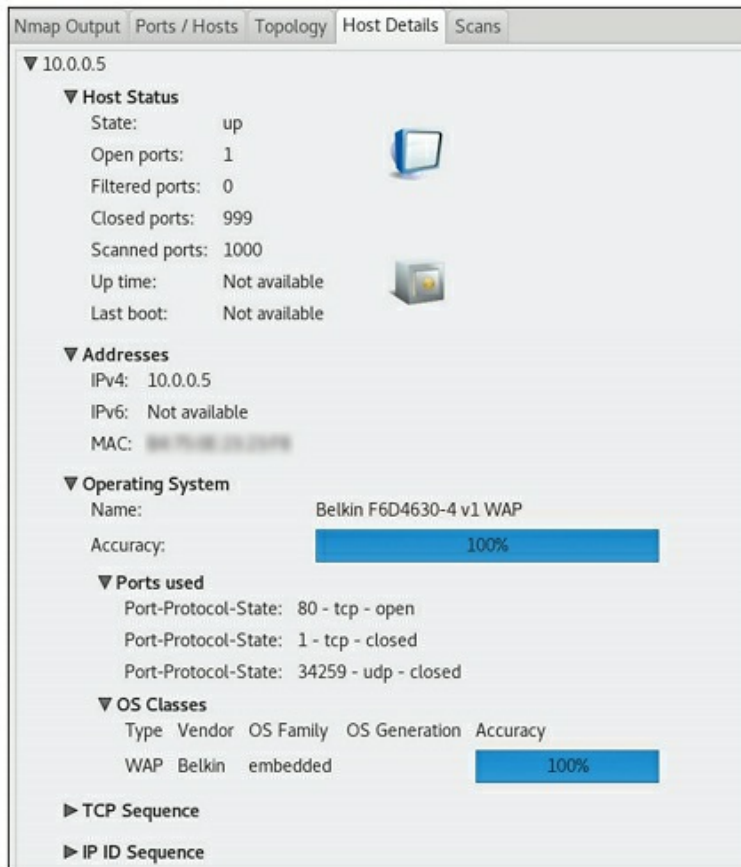 Nmap Output Ports / Hosts Topology Host Details Scans
10.0.0.5
Host Status
State: up
Open ports: 1
Filtered ports: 0
Closed ports: 999
Scanned ports: 1000
Up time: Not available
Last boot: Not available
Addresses
IPv4: 10.0.0.5
IPv6: Not available
MAC:
Operating System
Name: Belkin F6D4630-4 v1 WAP
Accuracy: 100%
Ports used
Port-Protocol-State: 80 - tcp - open
Port-Protocol-State: 1 - tcp - closed
Port-Protocol-State: 34259 - udp - closed
OS Classes
Type Vendor OS Family OS Generation Accuracy
WAP Belkin embedded 100%
TCP Sequence
IP ID Sequence